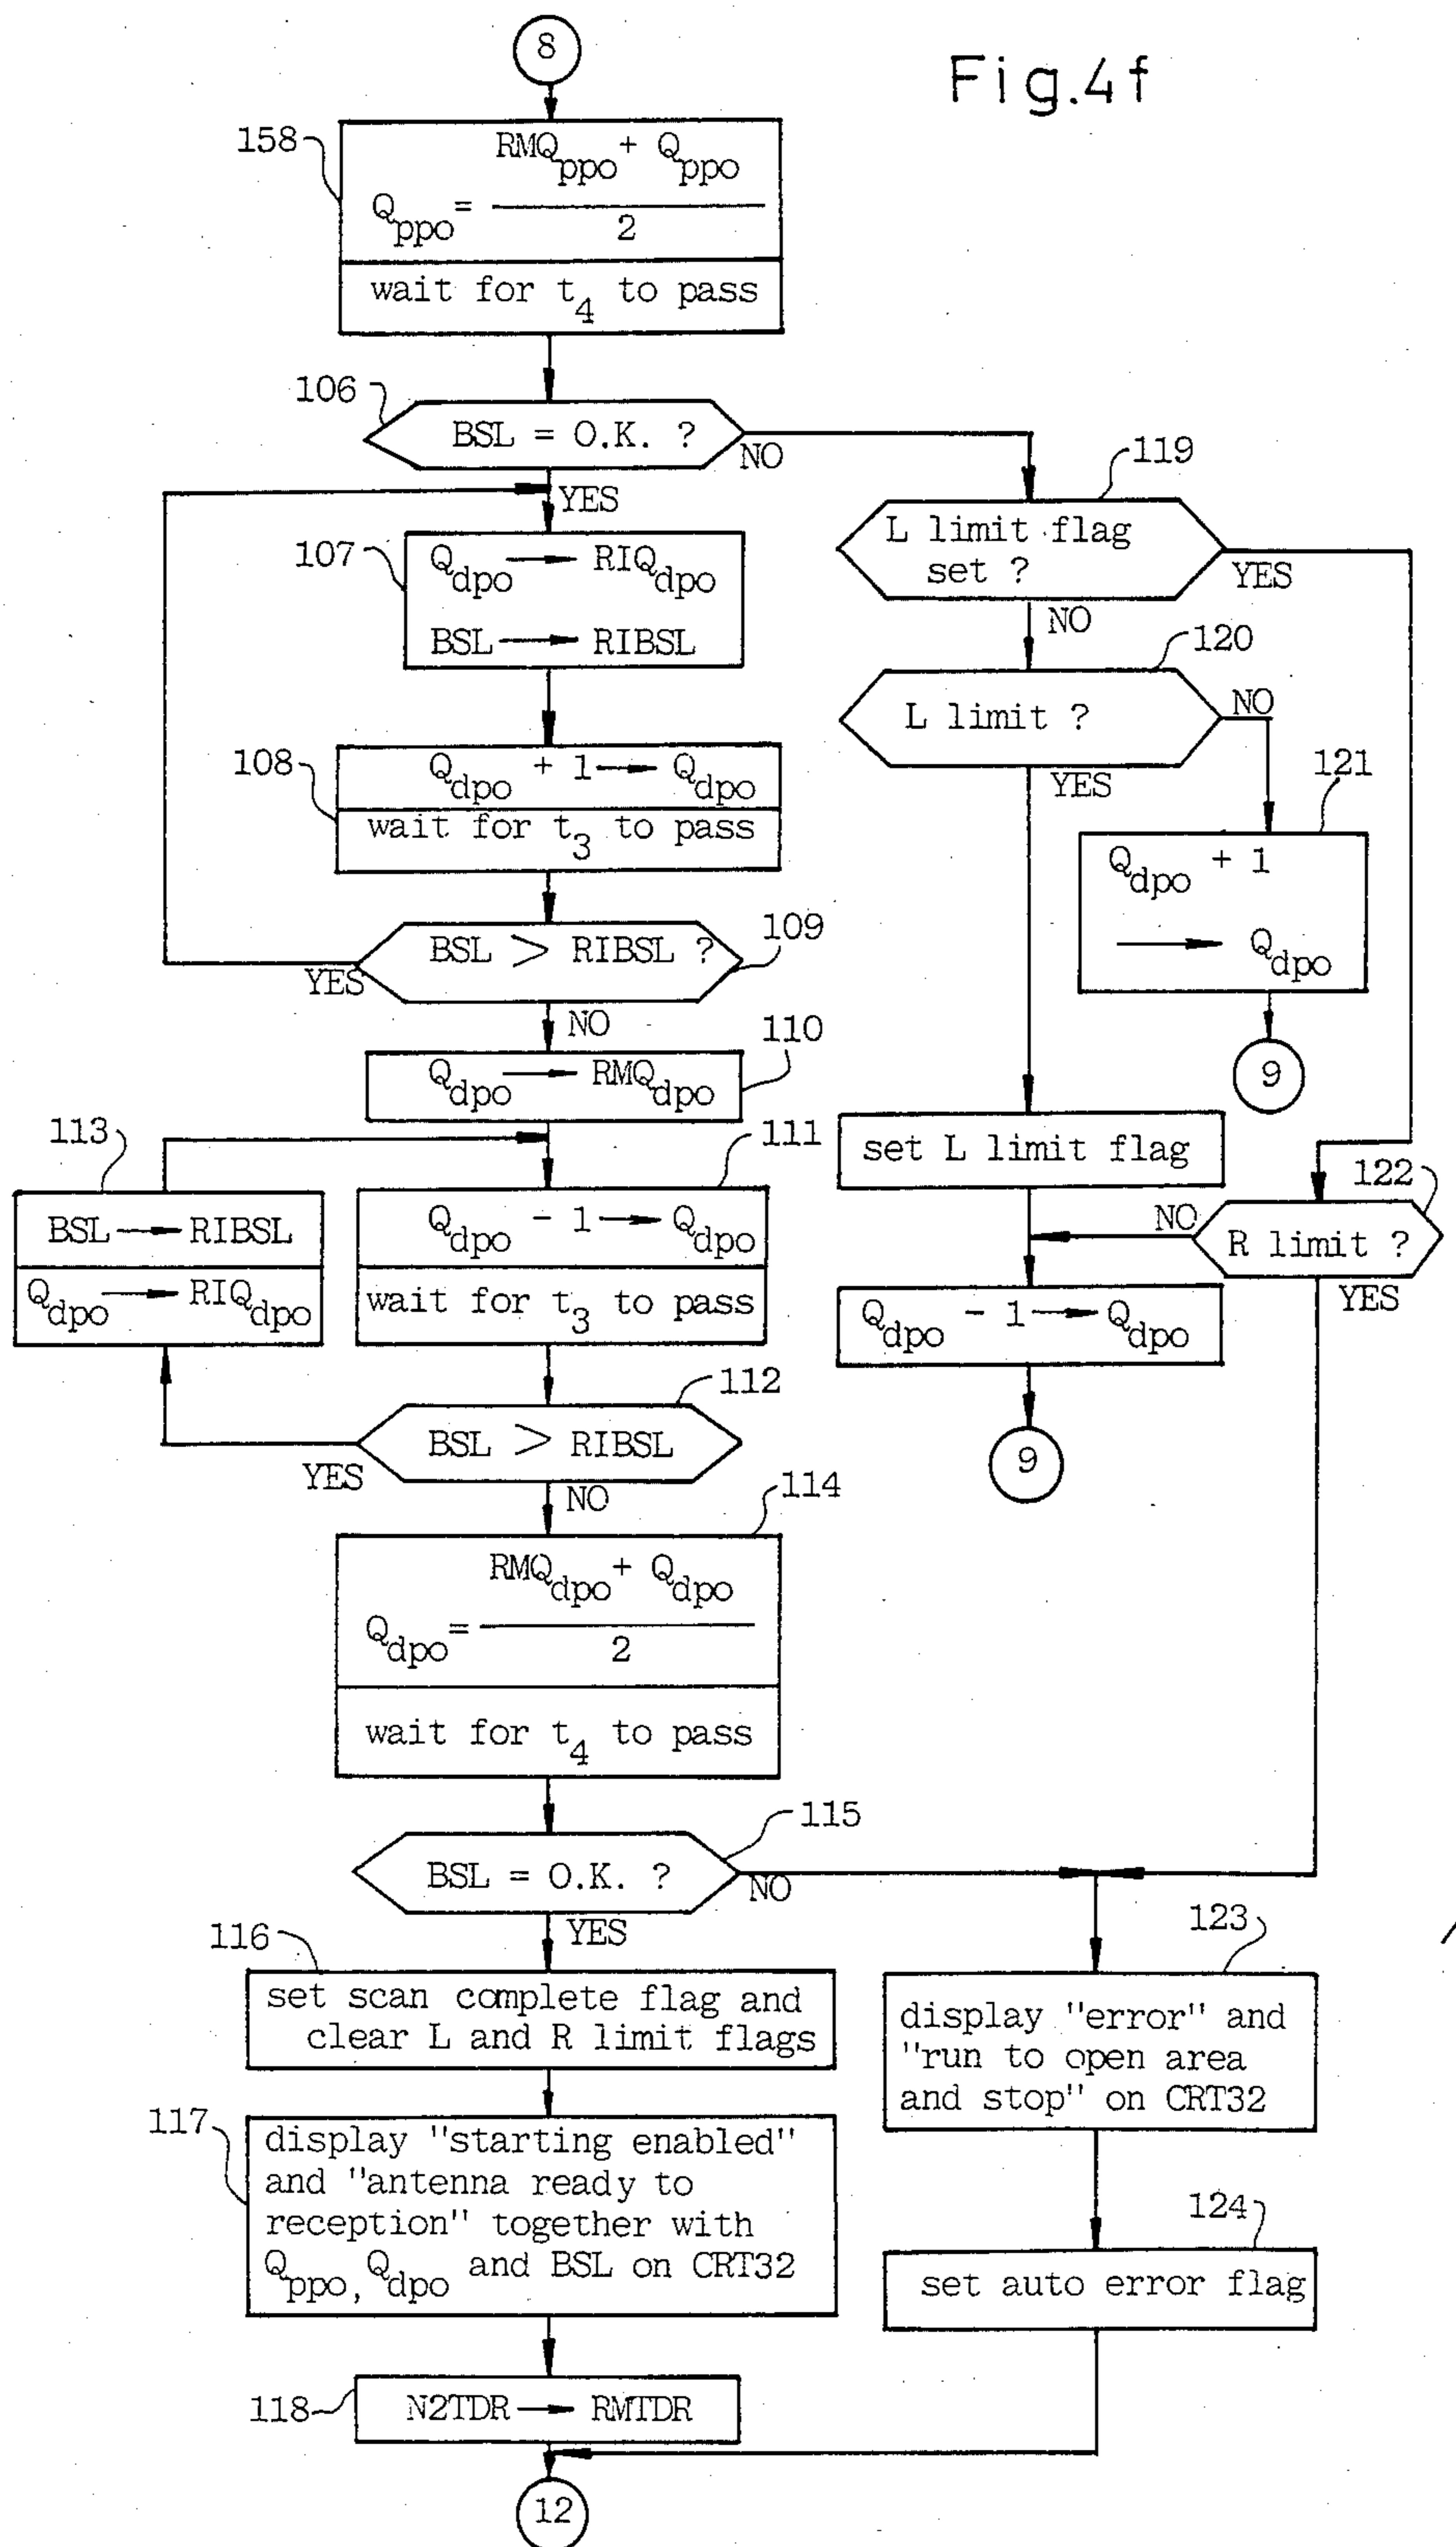 Fig.4f
8
158
RMQppo + Qppo
Qppo =
2
wait for t4 to pass
106
BSL = O.K. ?
NO
YES
107
Qdpo → RIQdpo
BSL → RIBSL
108
Qdpo + 1 → Qdpo
wait for t3 to pass
BSL > RIBSL ?
109
YES
NO
110
Qdpo → RMQdpo
113
BSL → RIBSL
Qdpo → RIQdpo
111
Qdpo - 1 → Qdpo
wait for t3 to pass
112
BSL > RIBSL
YES
NO
114
RMQdpo + Qdpo
Qdpo =
2
wait for t4 to pass
115
BSL = O.K. ?
NO
YES
116
set scan complete flag and
clear L and R limit flags
117
display "starting enabled"
and "antenna ready to
reception" together with
Qppo, Qdpo and BSL on CRT32
118
N2TDR → RMTDR
12
119
L limit flag
set ?
YES
NO
120
L limit ?
NO
YES
121
Qdpo + 1
→ Qdpo
9
set L limit flag
122
NO
R limit ?
YES
Qdpo - 1 → Qdpo
9
123
display "error" and
"run to open area
and stop" on CRT32
124
set auto error flag